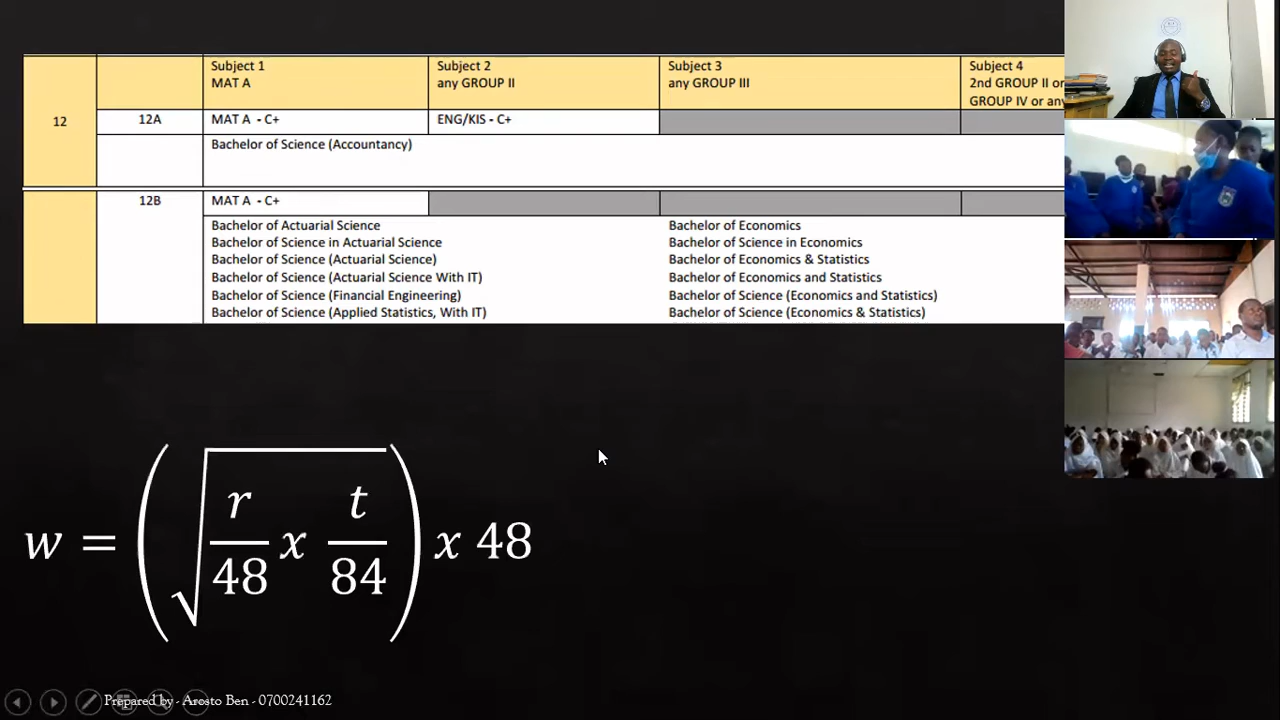 Subject 1
MAT A
Subject 2
any GROUP II
Subject 3
any GROUP III
Subject 4
2nd GROUP II or
GROUP IV or any
12
12A
MAT A - C+
ENG/KIS - C+
Bachelor of Science (Accountancy)
12B
MAT A - C+
Bachelor of Actuarial Science
Bachelor of Science in Actuarial Science
Bachelor of Science (Actuarial Science)
Bachelor of Science (Actuarial Science With IT)
Bachelor of Science (Financial Engineering)
Bachelor of Science (Applied Statistics, With IT)
Bachelor of Economics
Bachelor of Science in Economics
Bachelor of Economics & Statistics
Bachelor of Economics and Statistics
Bachelor of Science (Economics and Statistics)
Bachelor of Science (Economics & Statistics)
w = (√(r/48 x t/84)) x 48
Prepared by - Arosto Ben - 0700241162